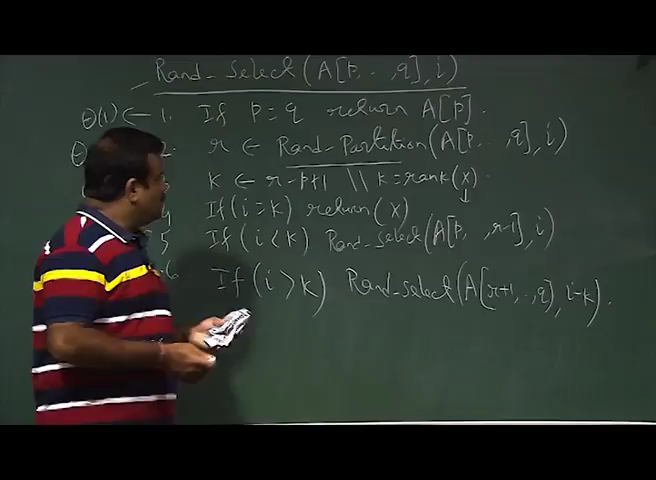 Rand-Select(A[p,..,q],i)
Θ(1) ← 1. If p=q return A[p].
Θ 2. r ← Rand-Partition(A[p,..,q],i)
k ← r-p+1 || k=rank(x).
4 If(i=k) return(x)
5 If(i<k) Rand-select(A[p, ,r-1],i)
6 If(i>k) Rand-select(A[r+1,..,q],i-k).